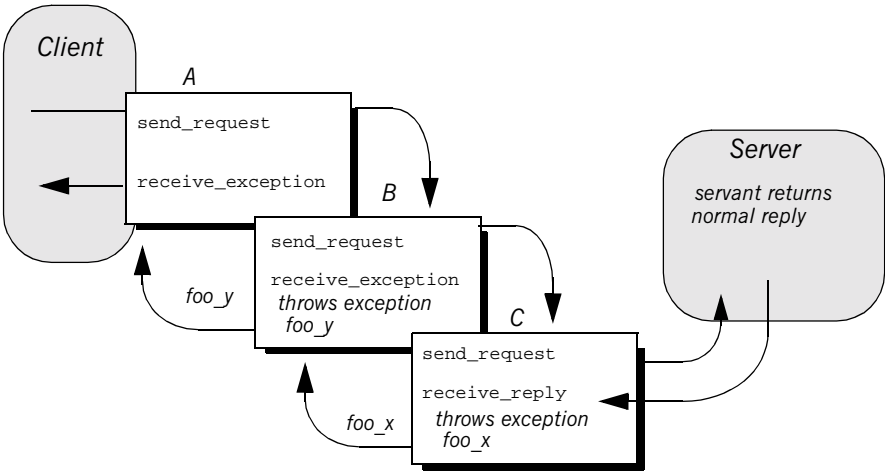 Client
A
send_request
receive_exception
B
send_request
receive_exception
throws exception
foo_y
foo_y
C
send_request
receive_reply
throws exception
foo_x
foo_x
Server
servant returns
normal reply